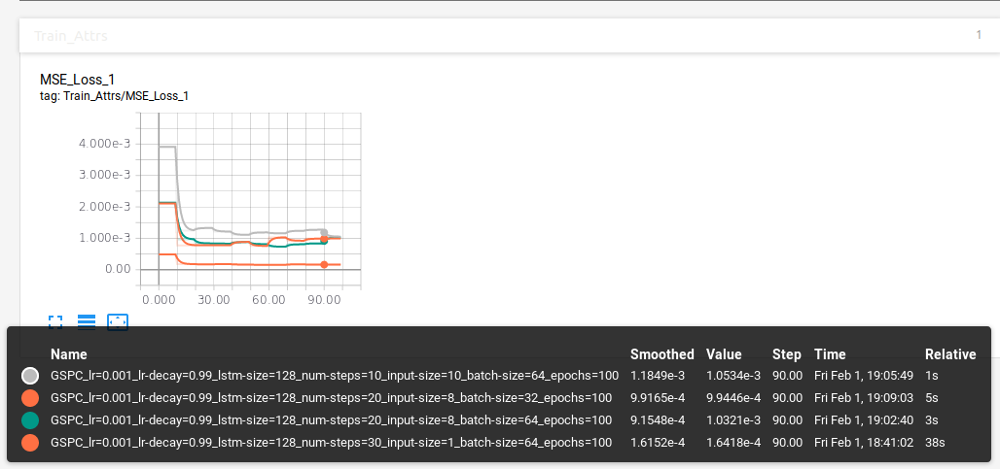 Train_Attrs 1
MSE_Loss_1
tag: Train_Attrs/MSE_Loss_1
4.000e-3
3.000e-3
2.000e-3
1.000e-3
0.00
0.000 30.00 60.00 90.00
Name Smoothed Value Step Time Relative
GSPC_lr=0.001_lr-decay=0.99_lstm-size=128_num-steps=10_input-size=10_batch-size=64_epochs=100 1.1849e-3 1.0534e-3 90.00 Fri Feb 1, 19:05:49 1s
GSPC_lr=0.001_lr-decay=0.99_lstm-size=128_num-steps=20_input-size=8_batch-size=32_epochs=100 9.9165e-4 9.9446e-4 90.00 Fri Feb 1, 19:09:03 5s
GSPC_lr=0.001_lr-decay=0.99_lstm-size=128_num-steps=20_input-size=8_batch-size=64_epochs=100 9.1548e-4 1.0321e-3 90.00 Fri Feb 1, 19:02:40 3s
GSPC_lr=0.001_lr-decay=0.99_lstm-size=128_num-steps=30_input-size=1_batch-size=64_epochs=100 1.6152e-4 1.6418e-4 90.00 Fri Feb 1, 18:41:02 38s